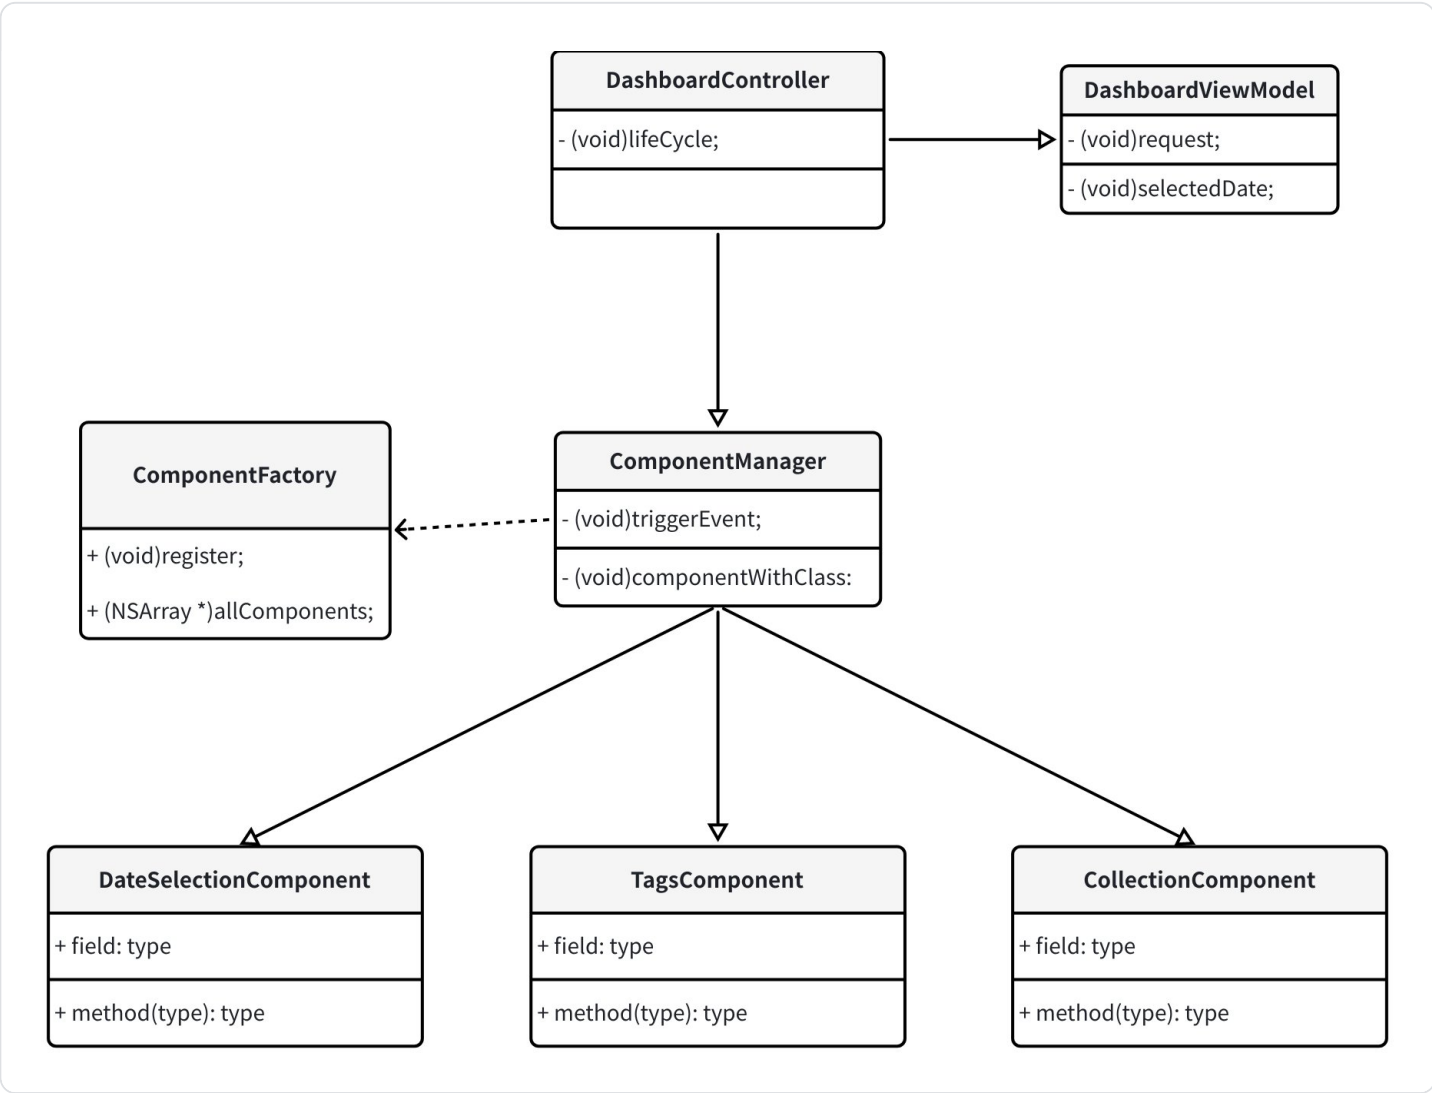 DashboardController
- (void)lifeCycle;
DashboardViewModel
- (void)request;
- (void)selectedDate;
ComponentFactory
+ (void)register;
+ (NSArray *)allComponents;
ComponentManager
- (void)triggerEvent;
- (void)componentWithClass:
DateSelectionComponent
+ field: type
+ method(type): type
TagsComponent
+ field: type
+ method(type): type
CollectionComponent
+ field: type
+ method(type): type